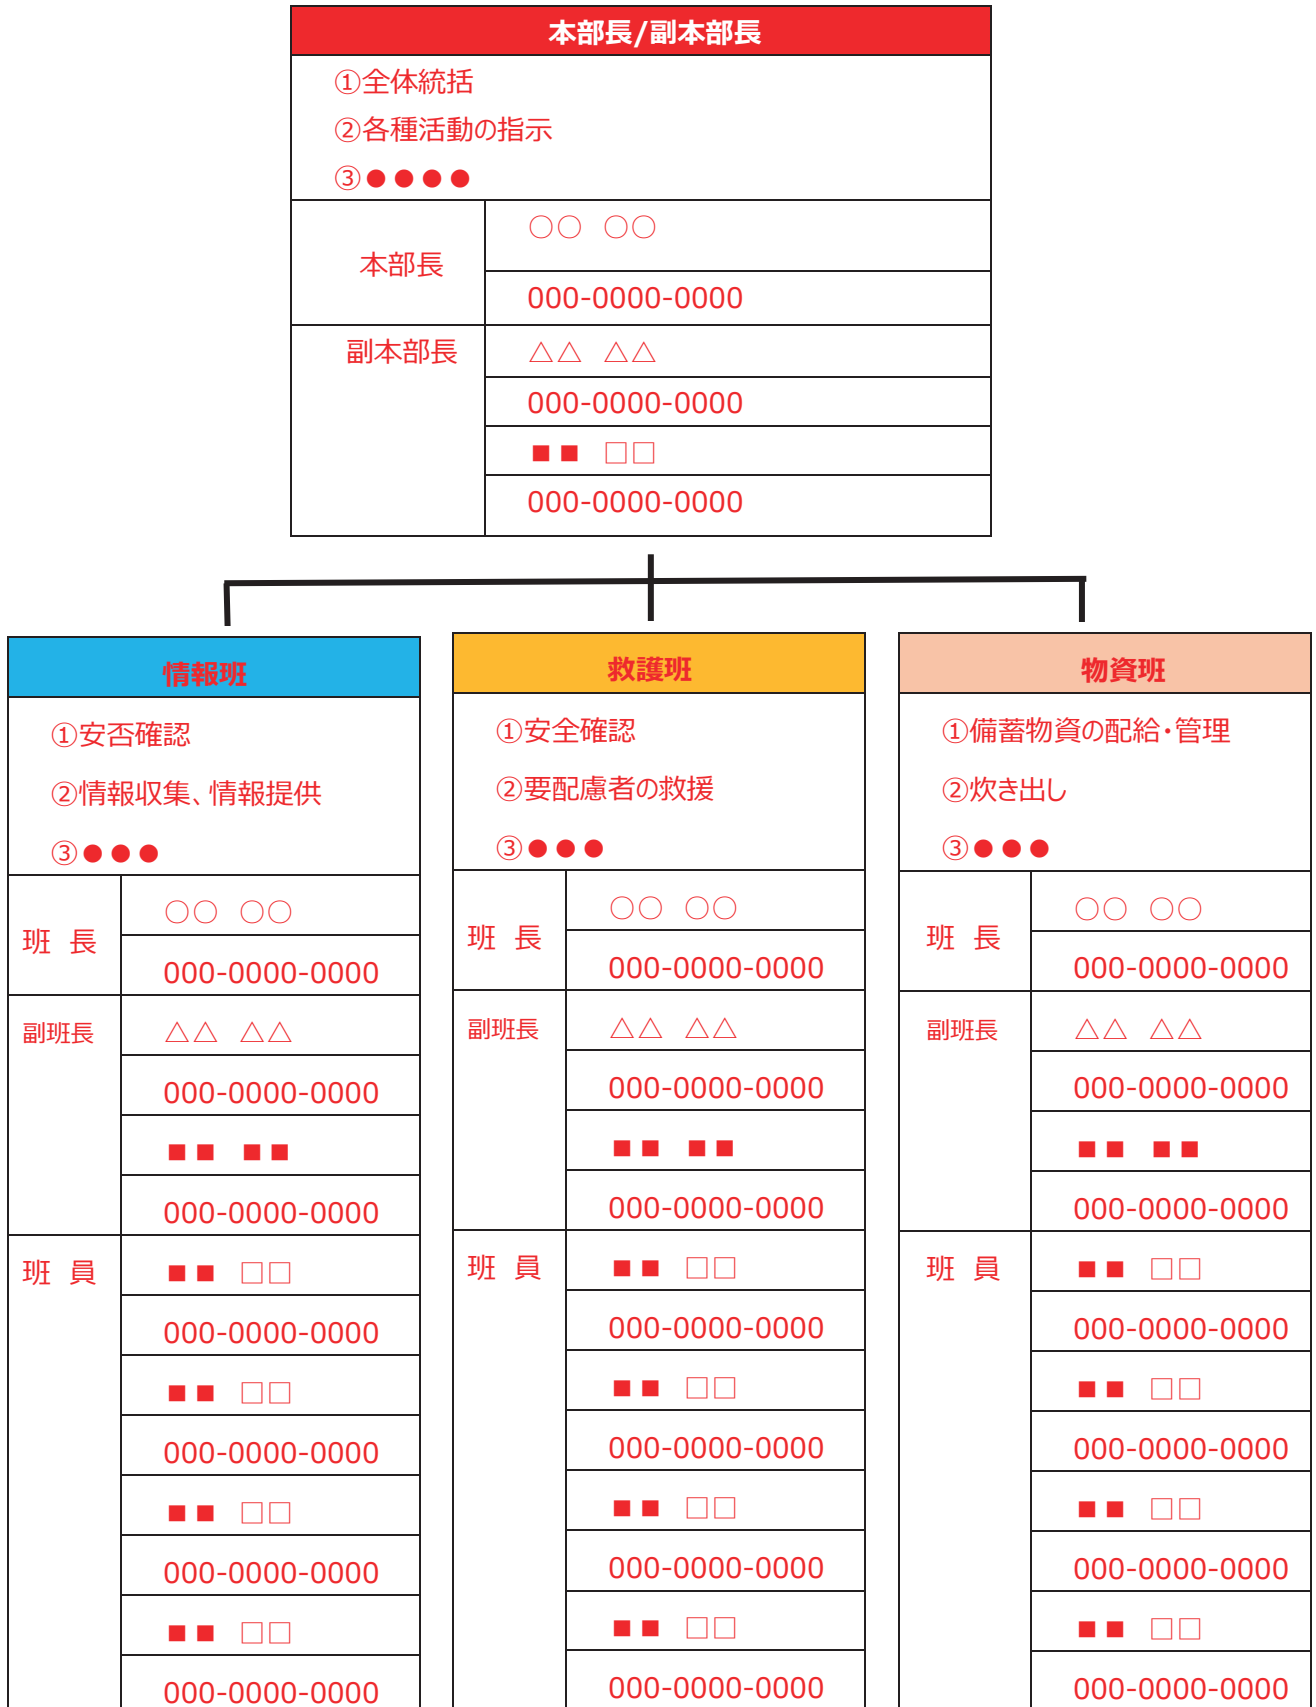 本部長/副本部長
①全体統括
②各種活動の指示
③●●●●
本部長
○○ ○○
000-0000-0000
副本部長
△△ △△
000-0000-0000
■■ □□
000-0000-0000
情報班
①安否確認
②情報収集、情報提供
③●●●
班 長
○○ ○○
000-0000-0000
副班長
△△ △△
000-0000-0000
■■ ■■
000-0000-0000
班 員
■■ □□
000-0000-0000
■■ □□
000-0000-0000
■■ □□
000-0000-0000
■■ □□
000-0000-0000
救護班
①安全確認
②要配慮者の救援
③●●●
班 長
○○ ○○
000-0000-0000
副班長
△△ △△
000-0000-0000
■■ ■■
000-0000-0000
班 員
■■ □□
000-0000-0000
■■ □□
000-0000-0000
■■ □□
000-0000-0000
■■ □□
000-0000-0000
物資班
①備蓄物資の配給・管理
②炊き出し
③●●●
班 長
○○ ○○
000-0000-0000
副班長
△△ △△
000-0000-0000
■■ ■■
000-0000-0000
班 員
■■ □□
000-0000-0000
■■ □□
000-0000-0000
■■ □□
000-0000-0000
■■ □□
000-0000-0000